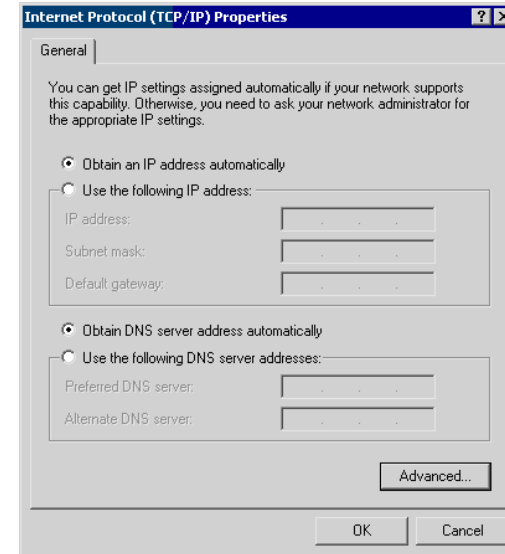 Internet Protocol (TCP/IP) Properties
General
You can get IP settings assigned automatically if your network supports
this capability. Otherwise, you need to ask your network administrator for
the appropriate IP settings.
Obtain an IP address automatically
Use the following IP address:
IP address:
Subnet mask:
Default gateway:
Obtain DNS server address automatically
Use the following DNS server addresses:
Preferred DNS server:
Alternate DNS server:
Advanced...
OK Cancel